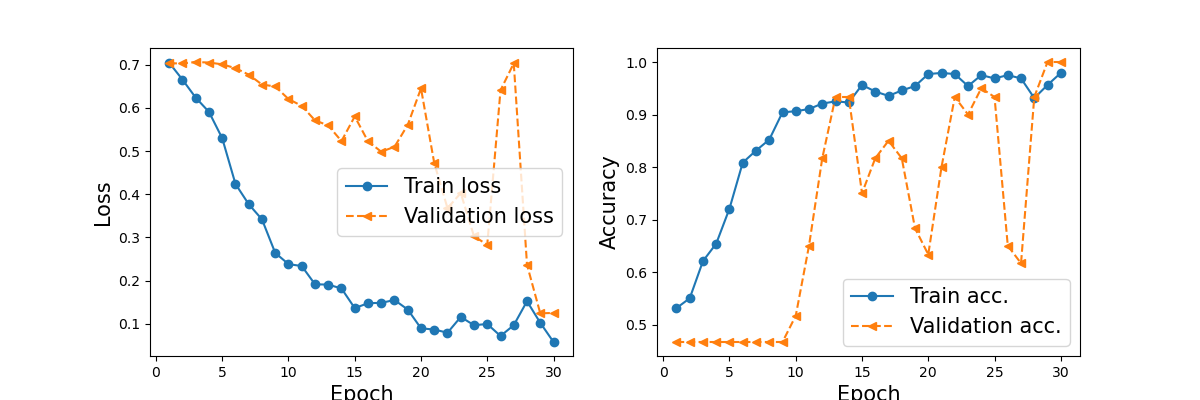 0.7
0.6
0.5
0.4
0.3
0.2
0.1
Loss
0 5 10 15 20 25 30
Epoch
Train loss
Validation loss
1.0
0.9
0.8
0.7
0.6
0.5
Accuracy
0 5 10 15 20 25 30
Epoch
Train acc.
Validation acc.